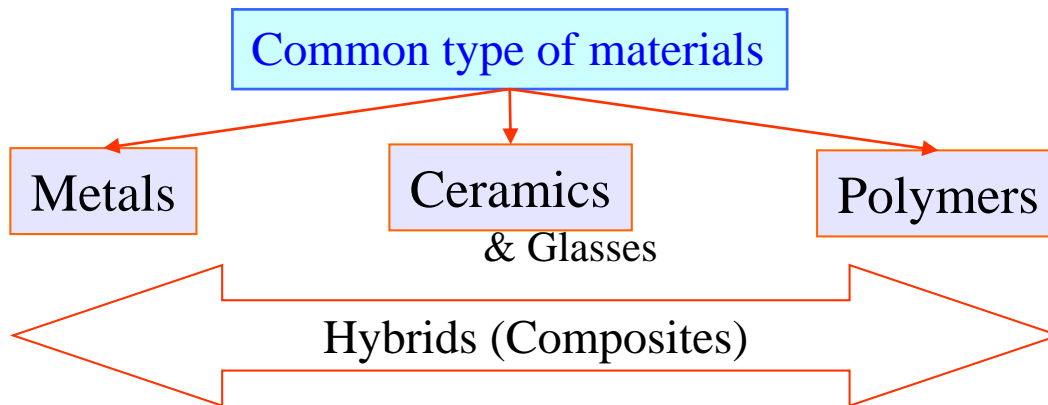 Common type of materials
Metals
Ceramics
Polymers
& Glasses
Hybrids (Composites)